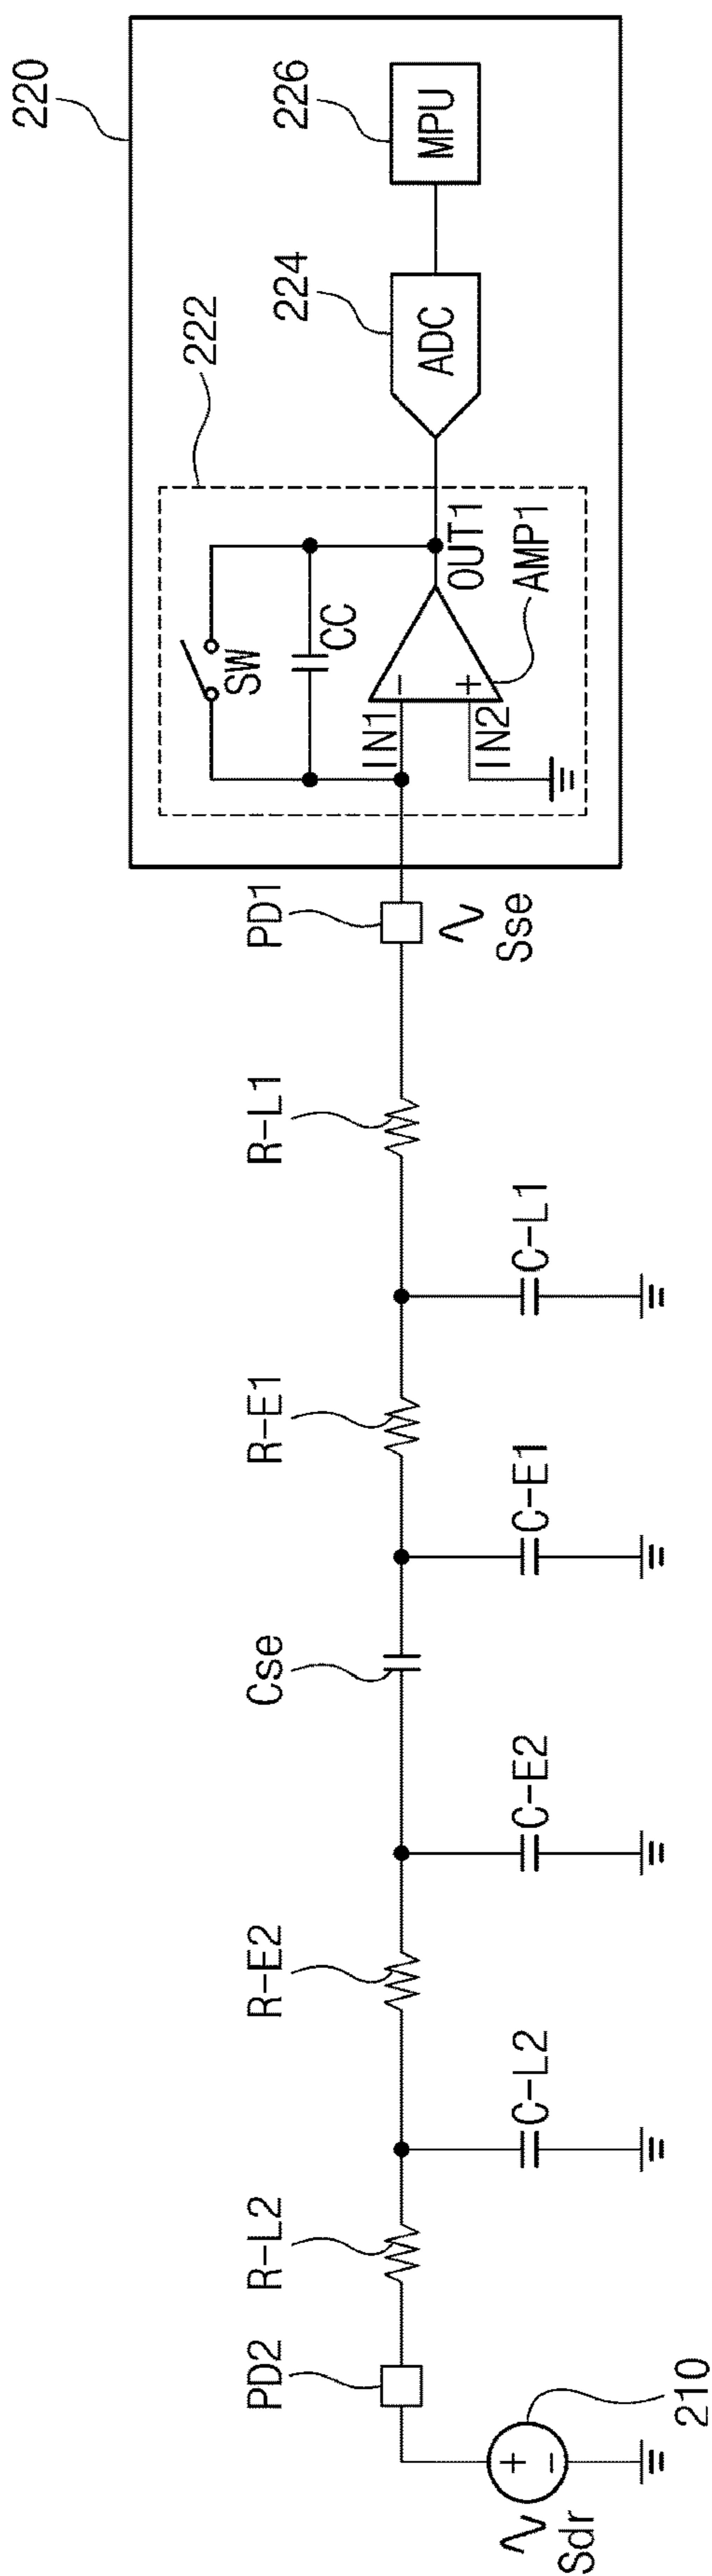 220
222
224
226
SW
CC
ADC
MPU
IN1
−
OUT1
IN2
+
AMP1
PD2
R-L2
R-E2
Cse
R-E1
R-L1
PD1
Sse
C-L2
C-E2
C-E1
C-L1
+
−
Sdr
210